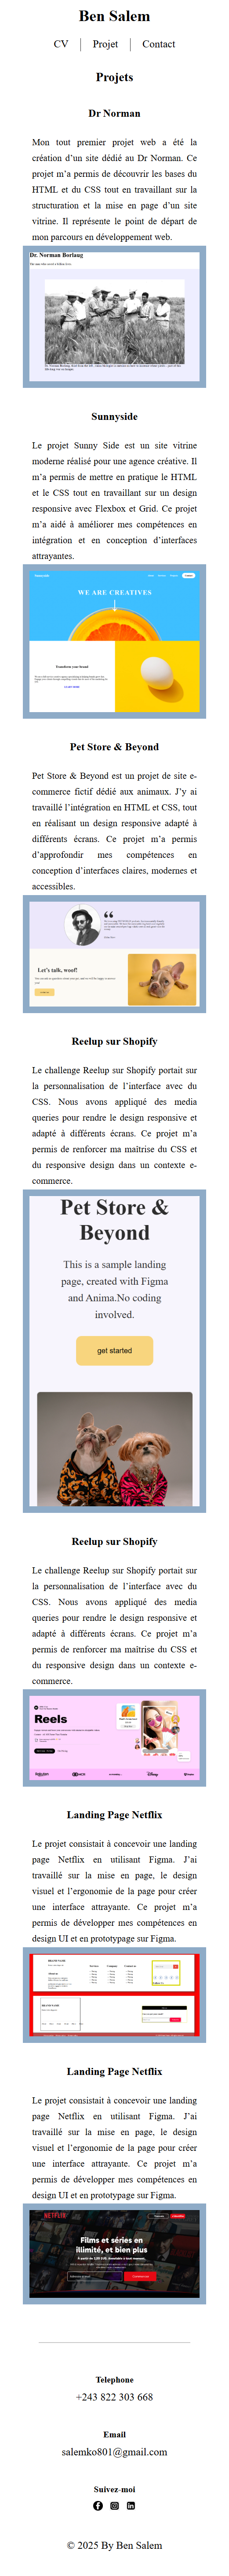 Ben Salem
CV
Projet
Contact
Projets
Dr Norman
Mon tout premier projet web a été la
création d’un site dédié au Dr Norman. Ce
projet m’a permis de découvrir les bases du
HTML et du CSS tout en travaillant sur la
structuration et la mise en page d’un site
vitrine. Il représente le point de départ de
mon parcours en développement web.
Dr. Norman Borlaug
Sunnyside
Le projet Sunny Side est un site vitrine
moderne réalisé pour une agence créative. Il
m’a permis de mettre en pratique le HTML
et le CSS tout en travaillant sur un design
responsive avec Flexbox et Grid. Ce projet
m’a aidé à améliorer mes compétences en
intégration et en conception d’interfaces
attrayantes.
WE ARE CREATIVES
Transform your brand
Pet Store & Beyond
Pet Store & Beyond est un projet de site e-
commerce fictif dédié aux animaux. J’y ai
travaillé l’intégration en HTML et CSS, tout
en réalisant un design responsive adapté à
différents écrans. Ce projet m’a permis
d’approfondir mes compétences en
conception d’interfaces claires, modernes et
accessibles.
Let’s talk, woof!
Reelup sur Shopify
Le challenge Reelup sur Shopify portait sur
la personnalisation de l’interface avec du
CSS. Nous avons appliqué des media
queries pour rendre le design responsive et
adapté à différents écrans. Ce projet m’a
permis de renforcer ma maîtrise du CSS et
du responsive design dans un contexte e-
commerce.
Pet Store &
Beyond
This is a sample landing
page, created with Figma
and Anima.No coding
involved.
get started
Reelup sur Shopify
Le challenge Reelup sur Shopify portait sur
la personnalisation de l’interface avec du
CSS. Nous avons appliqué des media
queries pour rendre le design responsive et
adapté à différents écrans. Ce projet m’a
permis de renforcer ma maîtrise du CSS et
du responsive design dans un contexte e-
commerce.
Reels
Landing Page Netflix
Le projet consistait à concevoir une landing
page Netflix en utilisant Figma. J’ai
travaillé sur la mise en page, le design
visuel et l’ergonomie de la page pour créer
une interface attrayante. Ce projet m’a
permis de développer mes compétences en
design UI et en prototypage sur Figma.
Landing Page Netflix
Le projet consistait à concevoir une landing
page Netflix en utilisant Figma. J’ai
travaillé sur la mise en page, le design
visuel et l’ergonomie de la page pour créer
une interface attrayante. Ce projet m’a
permis de développer mes compétences en
design UI et en prototypage sur Figma.
NETFLIX
Films et séries en
illimité, et bien plus
Telephone
+243 822 303 668
Email
salemko801@gmail.com
Suivez-moi
© 2025 By Ben Salem